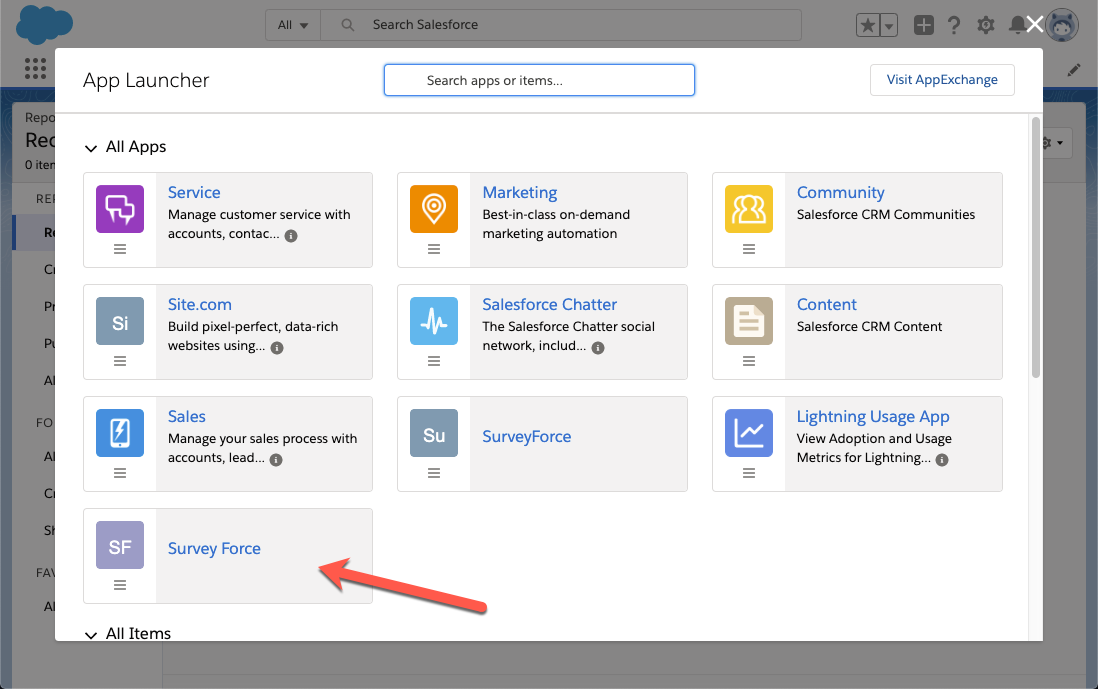 All
Search Salesforce
App Launcher
Search apps or items...
Visit AppExchange
Repo
Rec
0 iten
All Apps
Service
Manage customer service with
accounts, contac...
Marketing
Best-in-class on-demand
marketing automation
Community
Salesforce CRM Communities
Si
Site.com
Build pixel-perfect, data-rich
websites using...
Salesforce Chatter
The Salesforce Chatter social
network, includ...
Content
Salesforce CRM Content
Sales
Manage your sales process with
accounts, lead...
Su
SurveyForce
Lightning Usage App
View Adoption and Usage
Metrics for Lightning...
SF
Survey Force
All Items
RE
Re
Cr
Pr
Pu
Al
FO
Al
Cr
Sh
FAV
Al